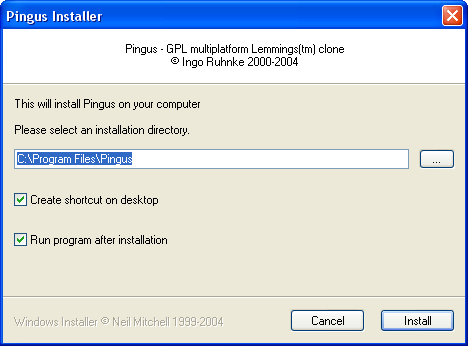 Pingus Installer
Pingus - GPL multiplatform Lemmings(tm) clone
© Ingo Ruhnke 2000-2004
This will install Pingus on your computer
Please select an installation directory.
C:\Program Files\Pingus
...
Create shortcut on desktop
Run program after installation
Windows Installer © Neil Mitchell 1999-2004
Cancel
Install